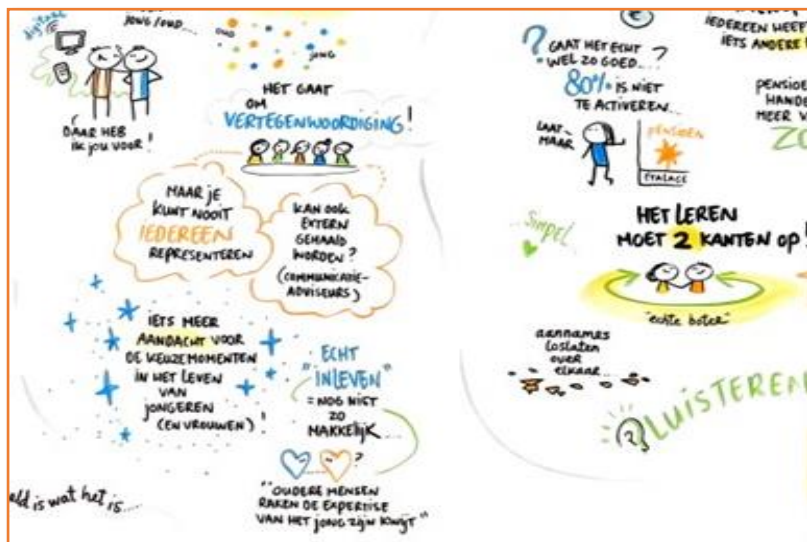 JONG/OUD...
digitaal
DAAR HEB
IK JOU VOOR!
OUD
JONG
HET GAAT
OM
VERTEGENWOORDIGING!
MAAR JE
KUNT NOOIT
IEDEREEN
REPRESENTEREN
KAN OOK
EXTERN
GEHAALD
WORDEN?
(COMMUNICATIE-
ADVISEURS)
IETS MEER
AANDACHT VOOR
DE KEUZEMOMENTEN
IN HET LEVEN
VAN
JONGEREN
(EN VROUWEN)!
ECHT
"INLEVEN"
= NOG NIET
ZO
MAKKELIJK...
?
"OUDERE MENSEN
RAKEN DE EXPERTISE
VAN HET JONG ZIJN KWIJT"
eld is wat het is....
€
? GAAT HET ECHT
WEL ZO GOED...?
80% IS NIET
TE ACTIVEREN...
LAAT
MAAR
PENSIOEN
ETALAGE
IEDEREEN HEEF
IETS ANDERE
PENSIOE
HANDE
MEER V
ZO
Simpel
HET LEREN
MOET 2 KANTEN OP!
"echte boter"
aannames
loslaten
over
elkaar...
LUISTEREN